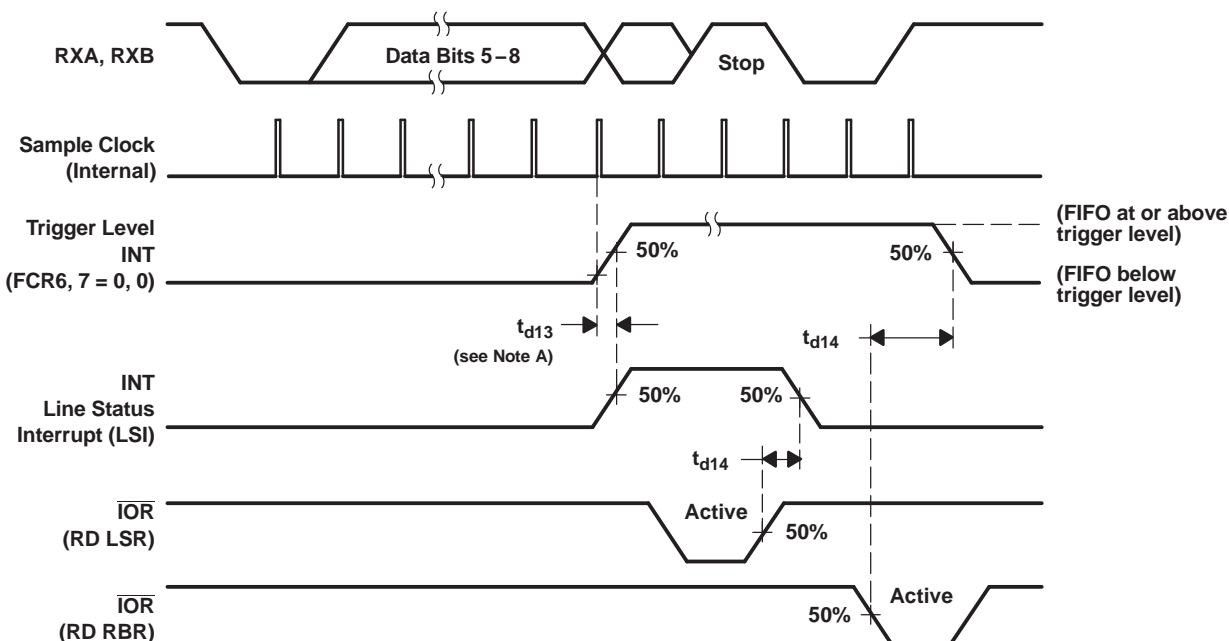 RXA, RXB
Data Bits 5–8
Stop
Sample Clock
(Internal)
Trigger Level
INT
(FCR6, 7 = 0, 0)
50%
50%
(FIFO at or above
trigger level)
(FIFO below
trigger level)
td13
(see Note A)
td14
INT
Line Status
Interrupt (LSI)
50%
50%
td14
IOR
(RD LSR)
Active
50%
IOR
(RD RBR)
50%
Active